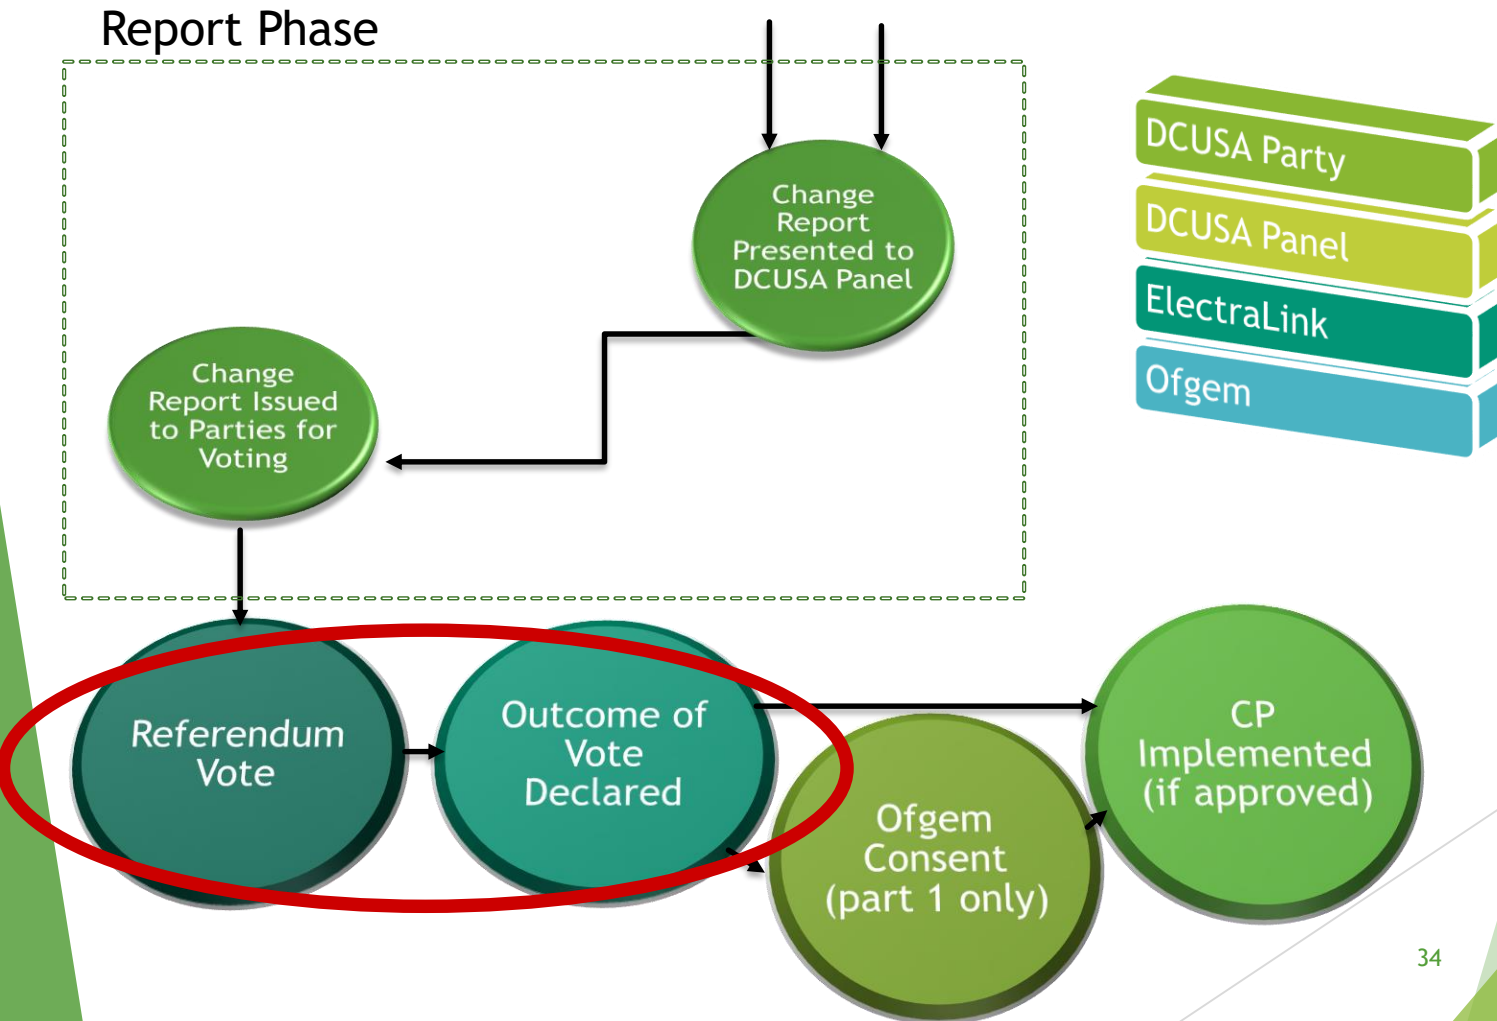 Report Phase
Change
Report
Presented to
DCUSA Panel
Change
Report Issued
to Parties for
Voting
DCUSA Party
DCUSA Panel
ElectraLink
Ofgem
Referendum
Vote
Outcome of
Vote
Declared
Ofgem
Consent
(part 1 only)
CP
Implemented
(if approved)
34